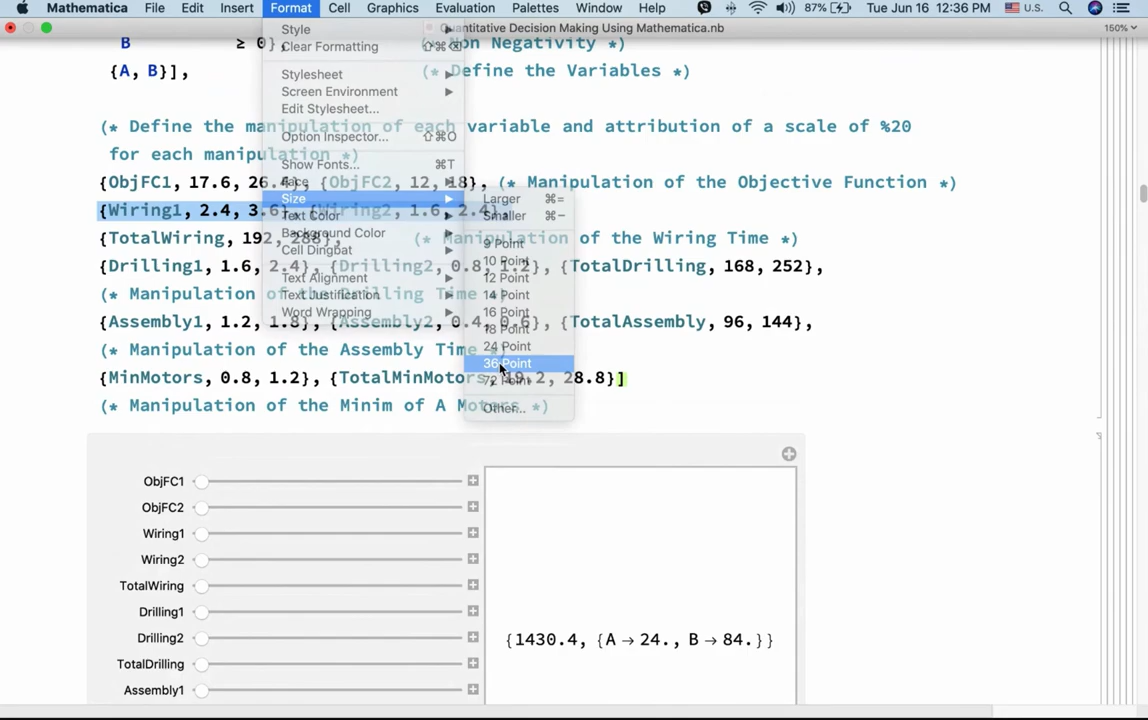 Mathematica File Edit Insert Format Cell Graphics Evaluation Palettes Window Help 87% Tue Jun 16 12:36 PM U.S.
Quantitative Decision Making Using Mathematica.nb 150%
B ≥ 0}, (* Non Negativity *)
{A, B}], (* Define the Variables *)
(* Define the manipulation of each variable and attribution of a scale of %20
for each manipulation *)
{ObjFC1, 17.6, 26.4}, {ObjFC2, 12, 18}, (* Manipulation of the Objective Function *)
{Wiring1, 2.4, 3.6}, {Wiring2, 1.6, 2.4},
{TotalWiring, 192, 288}, (* Manipulation of the Wiring Time *)
{Drilling1, 1.6, 2.4}, {Drilling2, 0.8, 1.2}, {TotalDrilling, 168, 252},
(* Manipulation of the Drilling Time *)
{Assembly1, 1.2, 1.8}, {Assembly2, 0.4, 0.6}, {TotalAssembly, 96, 144},
(* Manipulation of the Assembly Time *)
{MinMotors, 0.8, 1.2}, {TotalMinMotors, 19.2, 28.8}]
(* Manipulation of the Minim of A Motors *)
Style
Clear Formatting ⇧⌘⌫
Stylesheet
Screen Environment
Edit Stylesheet...
Option Inspector... ⇧⌘O
Show Fonts... ⌘T
Face
Size
Text Color
Background Color
Cell Dingbat
Text Alignment
Text Justification
Word Wrapping
Larger ⌘=
Smaller ⌘−
9 Point
10 Point
12 Point
14 Point
16 Point
18 Point
24 Point
36 Point
72 Point
Other...
ObjFC1
ObjFC2
Wiring1
Wiring2
TotalWiring
Drilling1
Drilling2
TotalDrilling
Assembly1
{1430.4, {A → 24., B → 84.}}